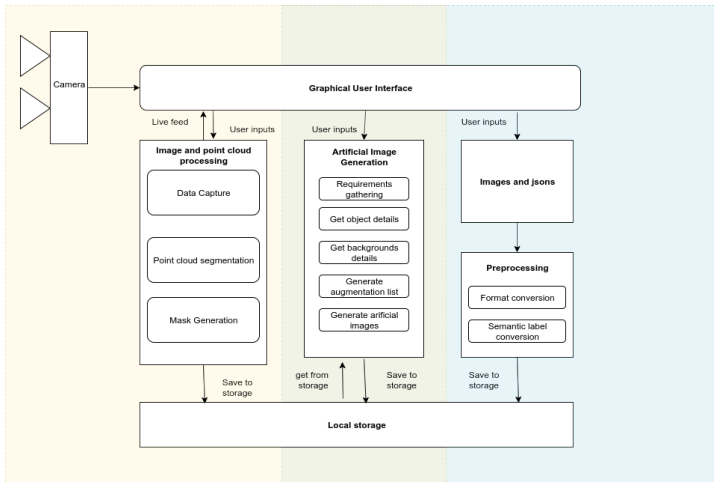 Camera
Graphical User Interface
Live feed
User inputs
User inputs
User inputs
Image and point cloud
processing
Data Capture
Point cloud segmentation
Mask Generation
Artificial Image
Generation
Requirements
gathering
Get object details
Get backgrounds
details
Generate
augmentation list
Generate arificial
images
Images and jsons
Preprocessing
Format conversion
Semantic label
conversion
Save to
storage
get from
storage
Save to
storage
Save to
storage
Local storage